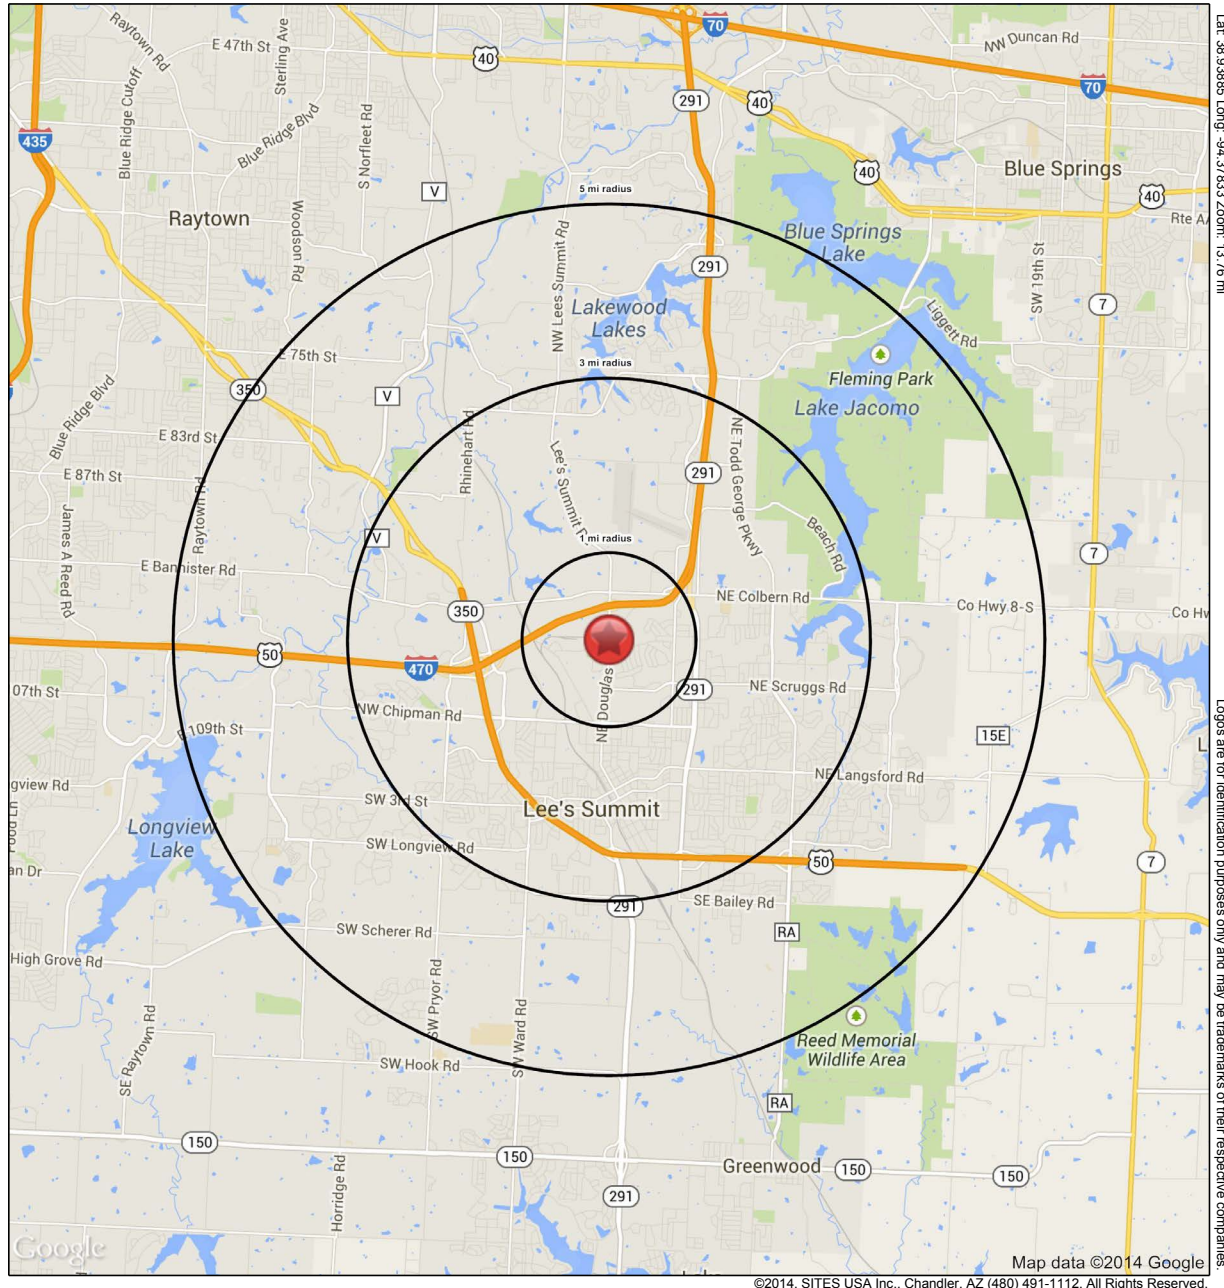 Raytown Rd
E 47th St
Sterling Ave
40
70
NW Duncan Rd
70
291
40
435
Blue Ridge Cutoff
Blue Ridge Blvd
S Norfleet Rd
V
40
Blue Springs
40
Rte A
5 mi radius
Raytown
Woodson Rd
NW Lees Summit Rd
291
Blue Springs
Lake
SW 19th St
7
Lakewood
Lakes
Liggett Rd
E 75th St
3 mi radius
350
V
Fleming Park
Blue Ridge Blvd
Lake Jacomo
E 83rd St
Rhinehart Rd
Lee's Summit
NE Todd George Pkwy
E 87th St
291
Raytown Rd
James A Reed Rd
V
1 mi radius
Beach Rd
7
E Bannister Rd
350
NE Colbern Rd
Co Hwy 8-S
Co Hw
50
470
07th St
NE Douglas
291
NE Scruggs Rd
NW Chipman Rd
E 109th St
15E
gview Rd
NE Langsford Rd
SW 3rd St
Lee's Summit
Longview
Lake
SW Longview Rd
50
7
an Dr
291
SE Bailey Rd
SW Scherer Rd
RA
High Grove Rd
SW Pryor Rd
SW Ward Rd
SE Raytown Rd
Reed Memorial
Wildlife Area
SW Hook Rd
RA
150
150
Greenwood
150
150
Horridge Rd
291
Google
Map data ©2014 Google
©2014, SITES USA Inc., Chandler, AZ (480) 491-1112. All Rights Reserved.
Logos are for identification purposes only and may be trademarks of their respective companies.